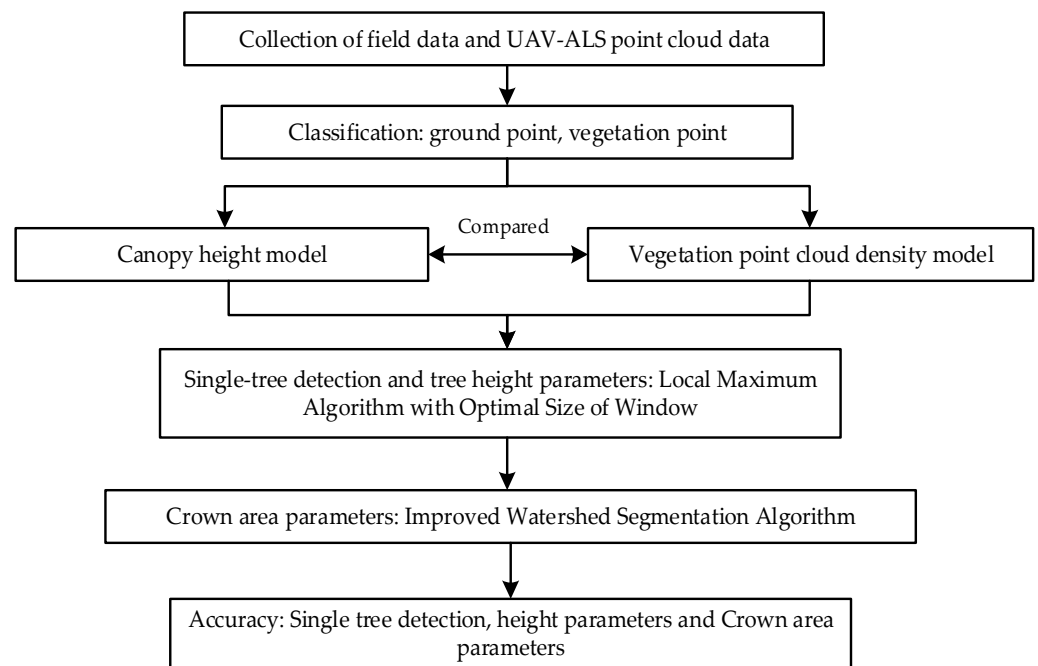 Collection of field data and UAV-ALS point cloud data
Classification: ground point, vegetation point
Compared
Canopy height model
Vegetation point cloud density model
Single-tree detection and tree height parameters: Local Maximum
Algorithm with Optimal Size of Window
Crown area parameters: Improved Watershed Segmentation Algorithm
Accuracy: Single tree detection, height parameters and Crown area
parameters